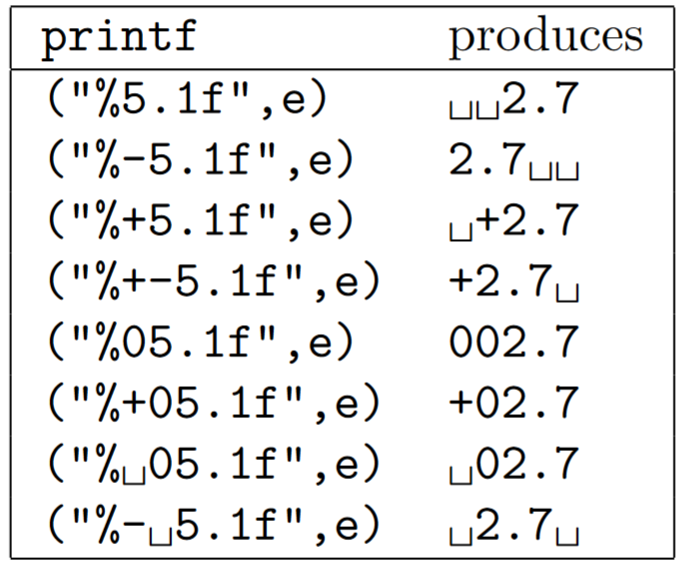 printf produces
("%5.1f",e) ␣␣2.7
("%-5.1f",e) 2.7␣␣
("%+5.1f",e) ␣+2.7
("%+-5.1f",e) +2.7␣
("%05.1f",e) 002.7
("%+05.1f",e) +02.7
("%␣05.1f",e) ␣02.7
("%-␣5.1f",e) ␣2.7␣